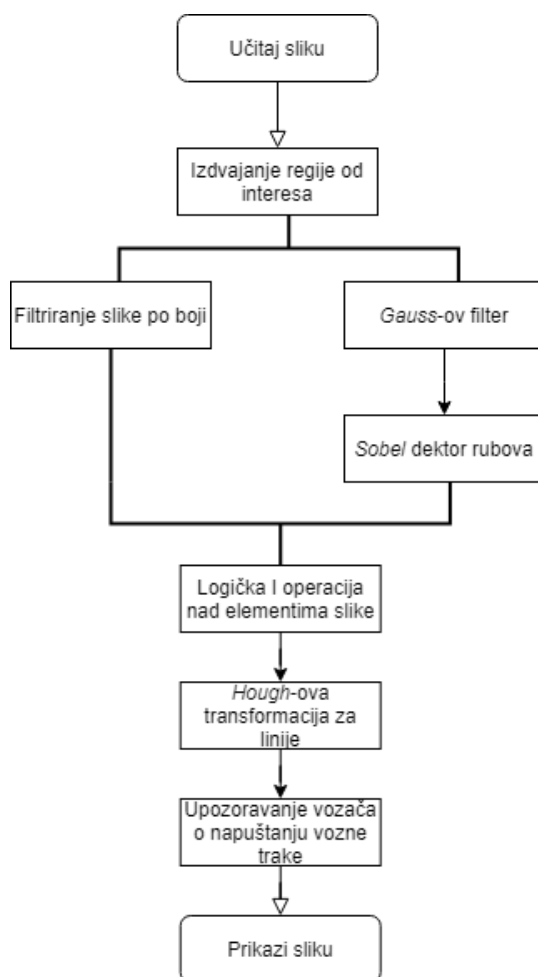 Učitaj sliku
Izdvajanje regije od
interesa
Filtriranje slike po boji
Gauss-ov filter
Sobel dektor rubova
Logička I operacija
nad elementima slike
Hough-ova
transformacija za
linije
Upozoravanje vozača
o napuštanju vozne
trake
Prikazi sliku